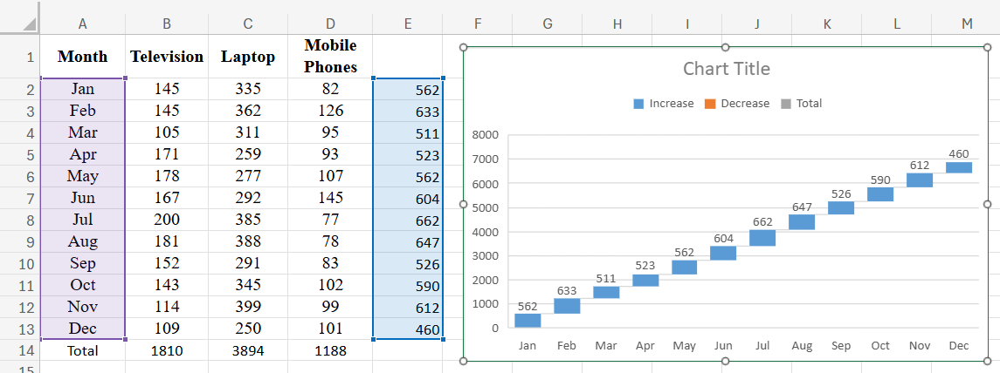 A B C D E F G H I J K L M
1 Month Television Laptop Mobile Phones
2 Jan 145 335 82 562
3 Feb 145 362 126 633
4 Mar 105 311 95 511
5 Apr 171 259 93 523
6 May 178 277 107 562
7 Jun 167 292 145 604
8 Jul 200 385 77 662
9 Aug 181 388 78 647
10 Sep 152 291 83 526
11 Oct 143 345 102 590
12 Nov 114 399 99 612
13 Dec 109 250 101 460
14 Total 1810 3894 1188
15
Chart Title
Increase Decrease Total
8000
7000
6000
5000
4000
3000
2000
1000
0
562 633 511 523 562 604 662 647 526 590 612 460
Jan Feb Mar Apr May Jun Jul Aug Sep Oct Nov Dec